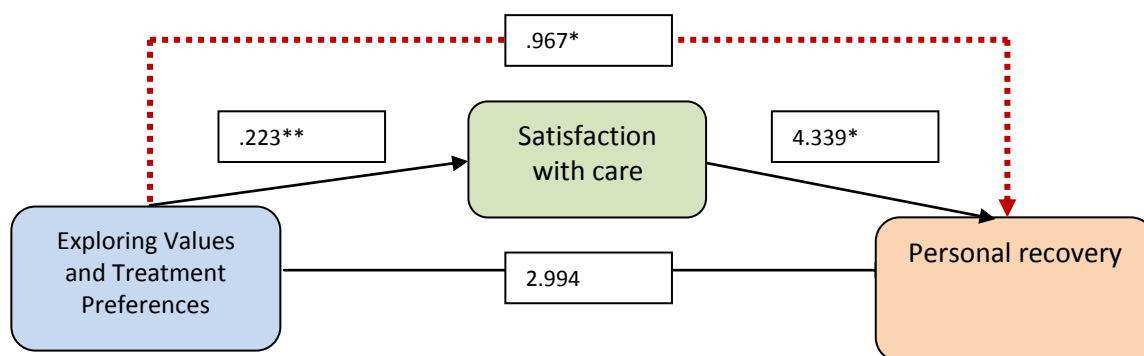 .967*
.223**
Satisfaction
with care
4.339*
Exploring Values
and Treatment
Preferences
2.994
Personal recovery